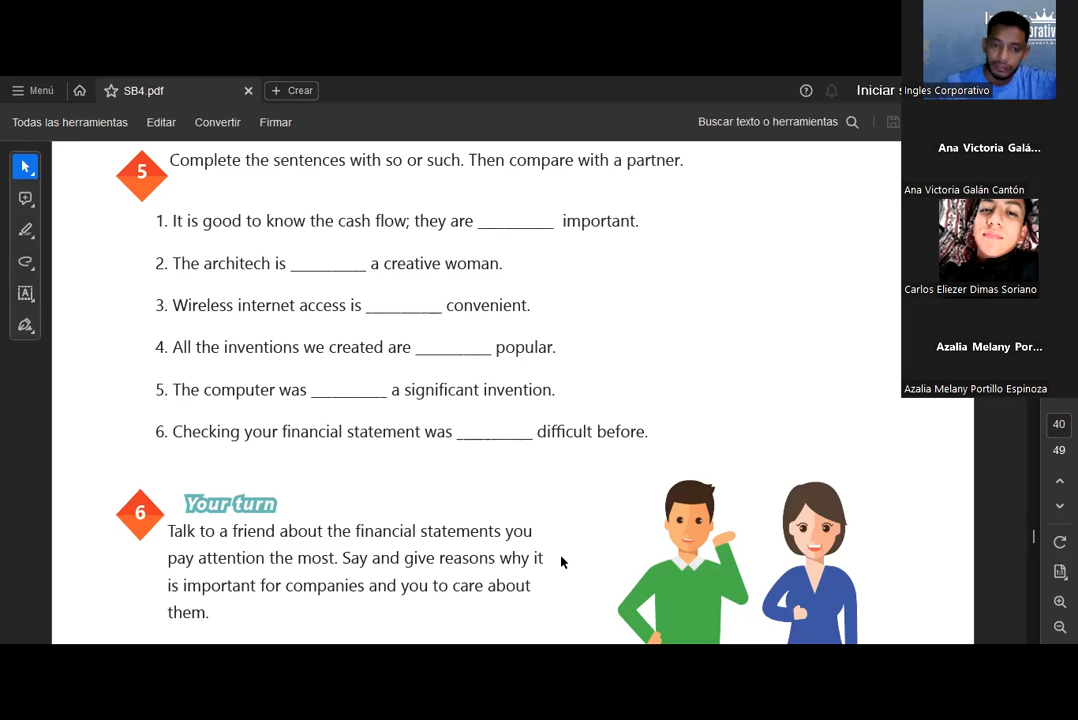 Menú
SB4.pdf
Crear
Iniciar s
Todas las herramientas
Editar
Convertir
Firmar
Buscar texto o herramientas
5
Complete the sentences with so or such. Then compare with a partner.
1. It is good to know the cash flow; they are _________ important.
2. The architech is _________ a creative woman.
3. Wireless internet access is _________ convenient.
4. All the inventions we created are _________ popular.
5. The computer was _________ a significant invention.
6. Checking your financial statement was _________ difficult before.
6
Your turn
Talk to a friend about the financial statements you
pay attention the most. Say and give reasons why it
is important for companies and you to care about
them.
Ingles Corporativo
Ana Victoria Galá...
Ana Victoria Galán Cantón
Carlos Eliezer Dimas Soriano
Azalia Melany Por...
Azalia Melany Portillo Espinoza
40
49